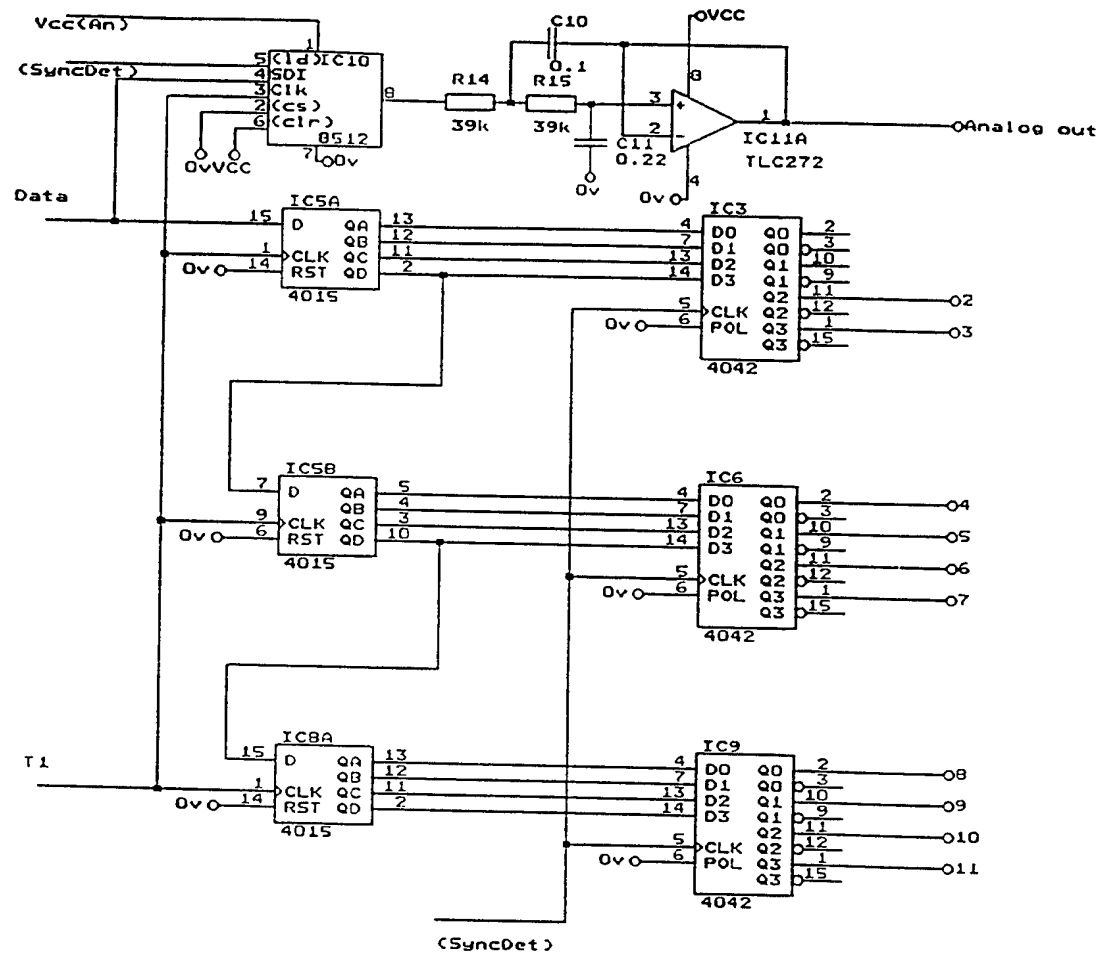 Vcc(An)
(SyncDet)
1
5 (ld) IC10
4 SDI
3 Clk
2 (cs)
6 (clr)
8
8512
7 0v
0v VCC
R14
39k
R15
39k
C10
0.1
C11
0.22
0v
VCC
8
3 +
2 -
1
4
0v
IC11A
TLC272
Analog out
Data
IC5A
15 D QA 13
QB 12
1 CLK QC 11
0v 14 RST QD 2
4015
IC3
4 D0 Q0 2
7 D1 Q0 3
13 D2 Q1 10
14 D3 Q1 9
Q2 11 2
5 CLK Q2 12
0v 6 POL Q3 1 3
Q3 15
4042
IC5B
7 D QA 5
QB 4
9 CLK QC 3
0v 6 RST QD 10
4015
IC6
4 D0 Q0 2 4
7 D1 Q0 3
13 D2 Q1 10 5
14 D3 Q1 9
Q2 11 6
5 CLK Q2 12
0v 6 POL Q3 1 7
Q3 15
4042
T1
IC8A
15 D QA 13
QB 12
1 CLK QC 11
0v 14 RST QD 2
4015
IC9
4 D0 Q0 2 8
7 D1 Q0 3
13 D2 Q1 10 9
14 D3 Q1 9
Q2 11 10
5 CLK Q2 12
0v 6 POL Q3 1 11
Q3 15
4042
(SyncDet)